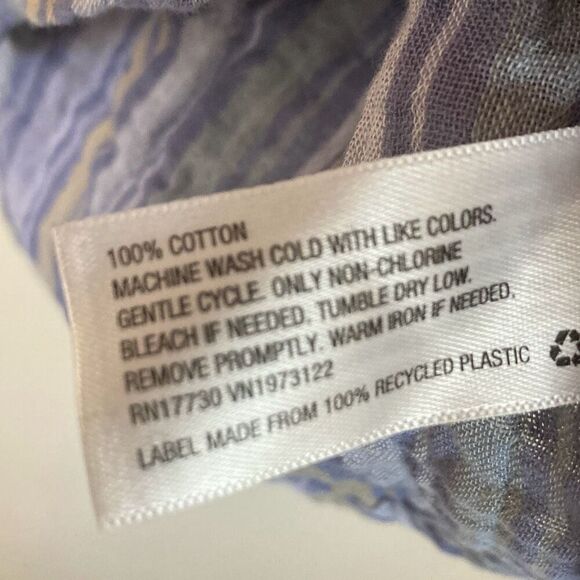 100% COTTON
MACHINE WASH COLD WITH LIKE COLORS.
GENTLE CYCLE. ONLY NON-CHLORINE
BLEACH IF NEEDED. TUMBLE DRY LOW.
REMOVE PROMPTLY. WARM IRON IF NEEDED.
RN17730 VN1973122
LABEL MADE FROM 100% RECYCLED PLASTIC